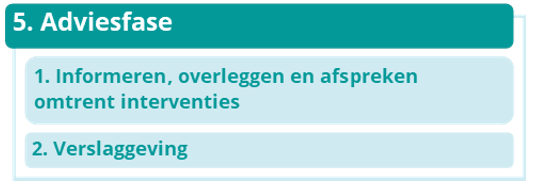 5. Adviesfase
1. Informeren, overleggen en afspreken
omtrent interventies
2. Verslaggeving